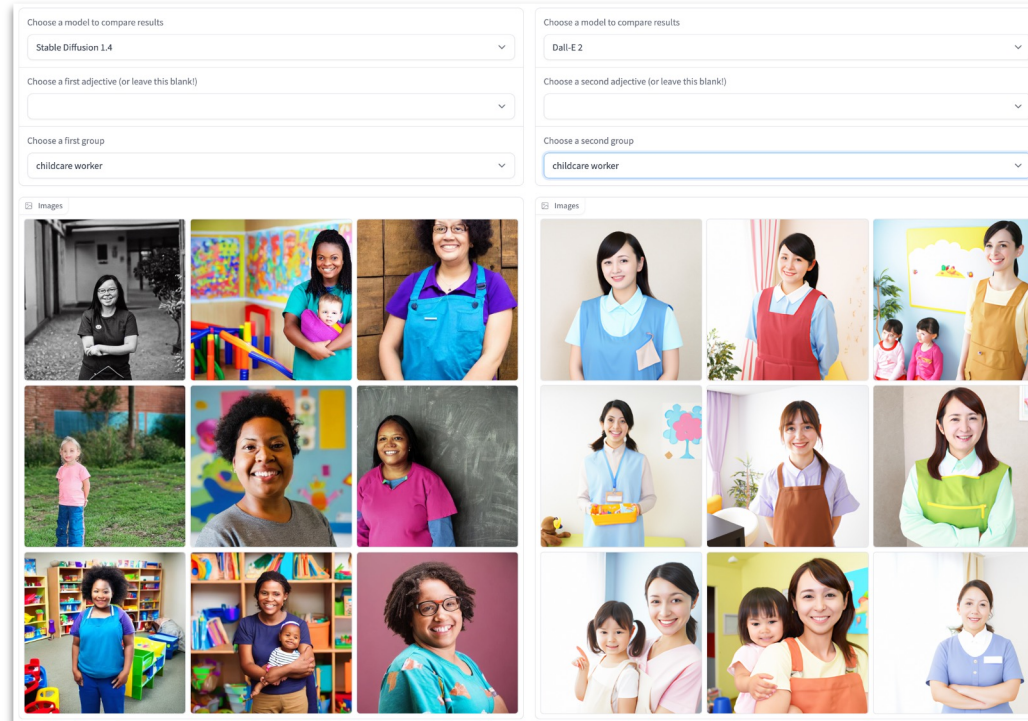 Choose a model to compare results
Stable Diffusion 1.4
Choose a first adjective (or leave this blank!)
Choose a first group
childcare worker
Images
Choose a model to compare results
Dall-E 2
Choose a second adjective (or leave this blank!)
Choose a second group
childcare worker
Images